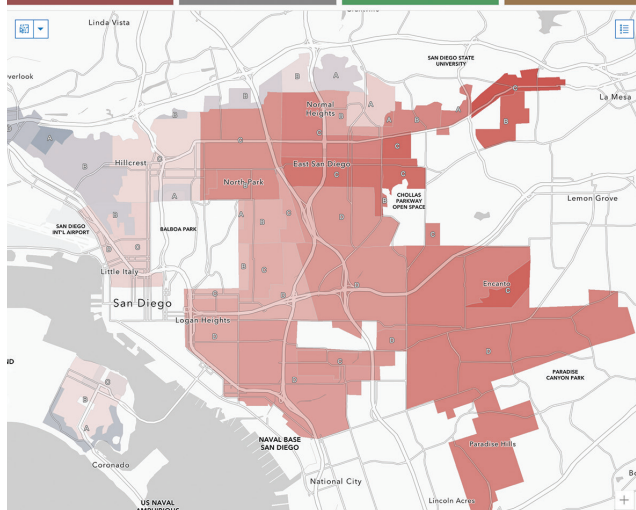 Linda Vista
SAN DIEGO STATE
UNIVERSITY
B
A
verlook
La Mesa
C
B
Normal
Heights
A
D
A
B
B
A
B
C
C
Hillcrest
East San Diego
C
C
North Park
CHOLLAS
PARKWAY
OPEN SPACE
Lemon Grove
A
A
B
C
B
D
B
SAN DIEGO
INT'L AIRPORT
BALBOA PARK
C
D
C
Little Italy
B
C
D
Encanto
C
San Diego
C
Logan Heights
D
D
C
D
PARADISE
CANYON PARK
ND
C
B
A
D
NAVAL BASE
SAN DIEGO
Paradise Hills
Coronado
National City
Lincoln Acres
Bo
US NAVAL
+